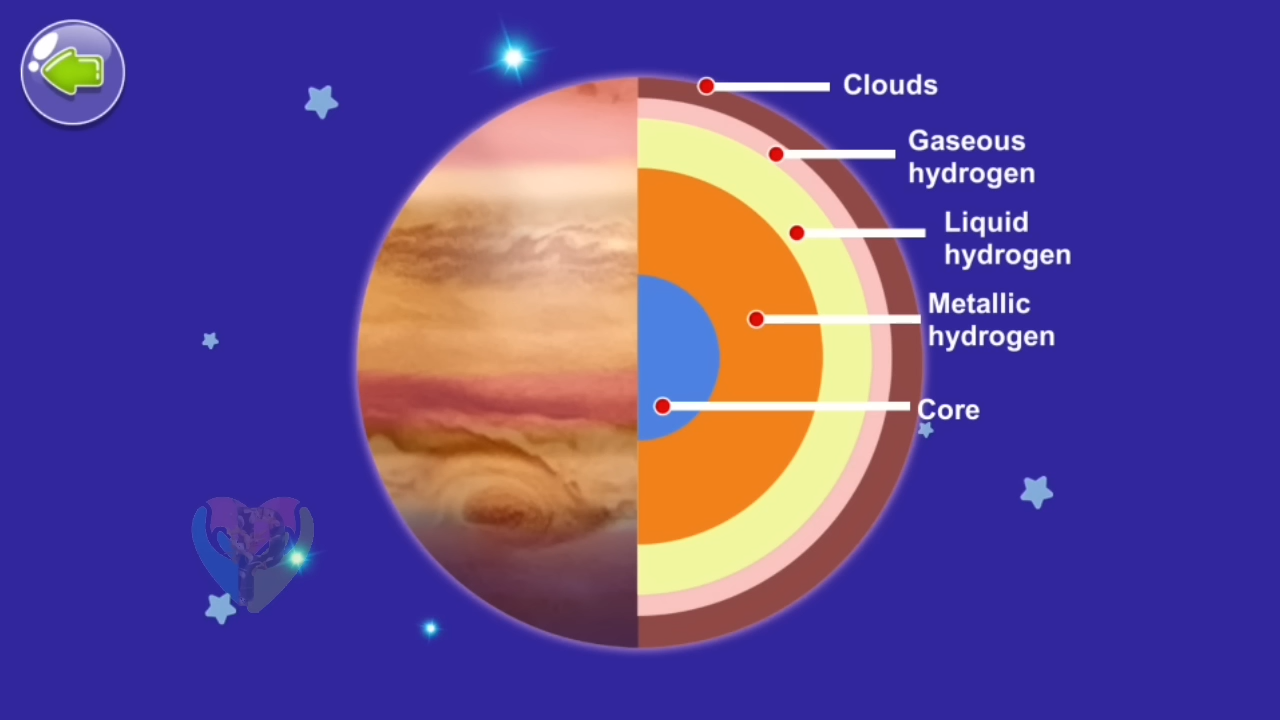 Clouds
Gaseous
hydrogen
Liquid
hydrogen
Metallic
hydrogen
Core